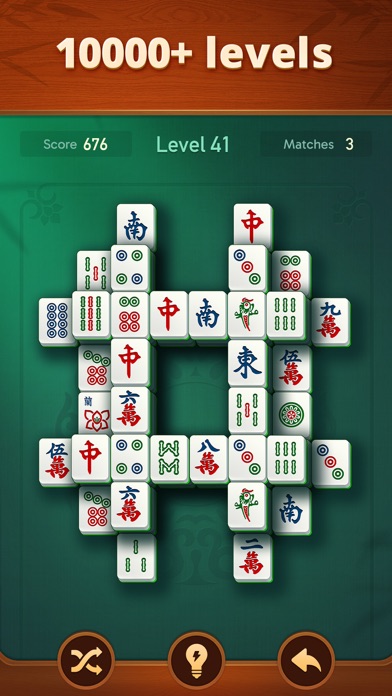 10000+ levels
Score 676
Level 41
Matches 3
南 中
中 南 九萬
中 東 伍萬
蘭 六萬
伍萬 中 八萬
六萬 南
二萬